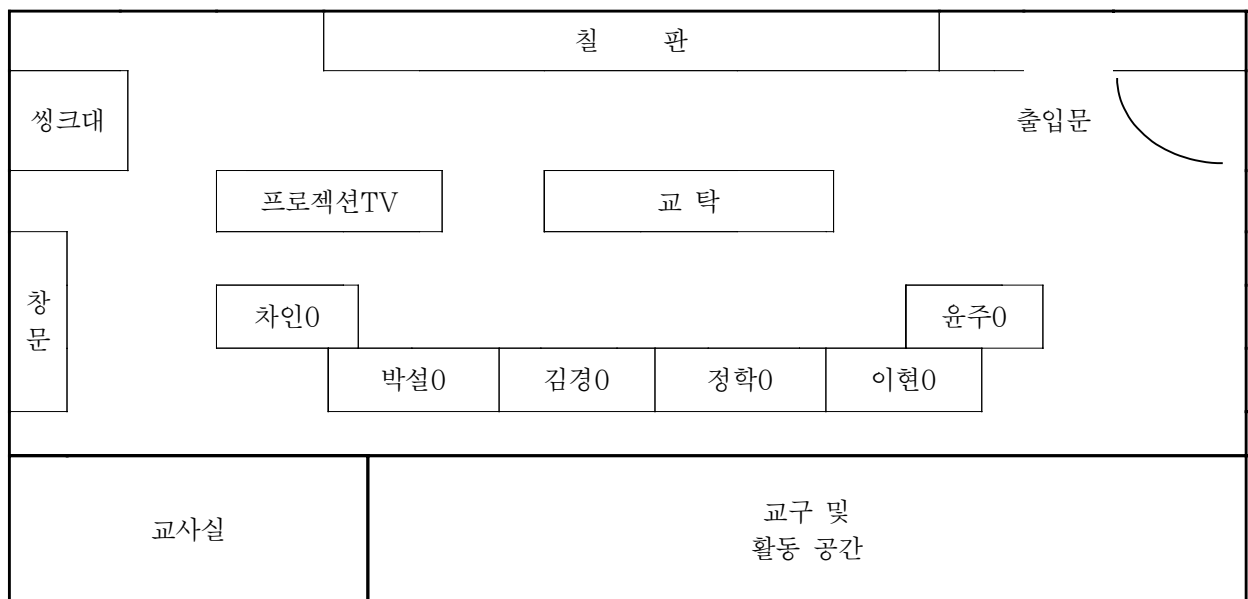 칠 판
씽크대
출입문
프로젝션TV
교 탁
창
문
차인0
윤주0
박설0
김경0
정학0
이현0
교사실
교구 및
활동 공간